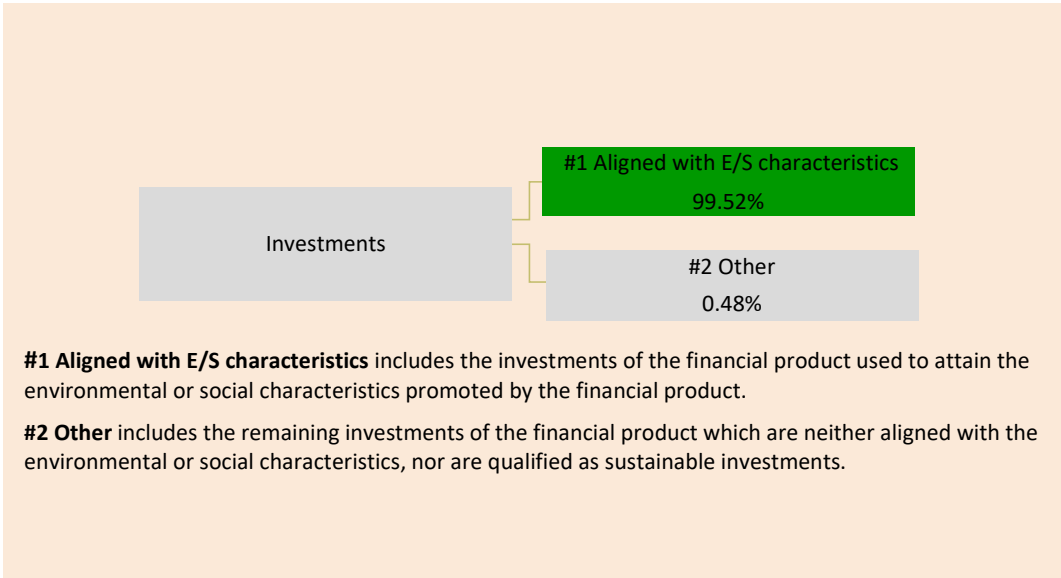 #1 Aligned with E/S characteristics
99.52%
Investments
#2 Other
0.48%
#1 Aligned with E/S characteristics includes the investments of the financial product used to attain the
environmental or social characteristics promoted by the financial product.
#2 Other includes the remaining investments of the financial product which are neither aligned with the
environmental or social characteristics, nor are qualified as sustainable investments.